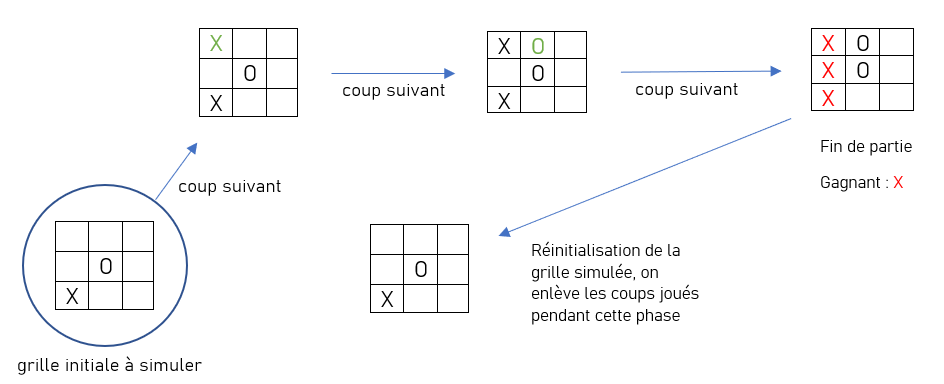 X
O
X
coup suivant
X O
O
X
coup suivant
X O
X O
X
Fin de partie
Gagnant : X
coup suivant
O
X
grille initiale à simuler
O
X
Réinitialisation de la
grille simulée, on
enlève les coups joués
pendant cette phase